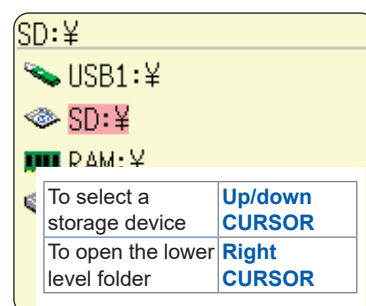 SD:¥
USB1:¥
SD:¥
RAM:¥
To select a Up/down
storage device CURSOR
To open the lower Right
level folder CURSOR